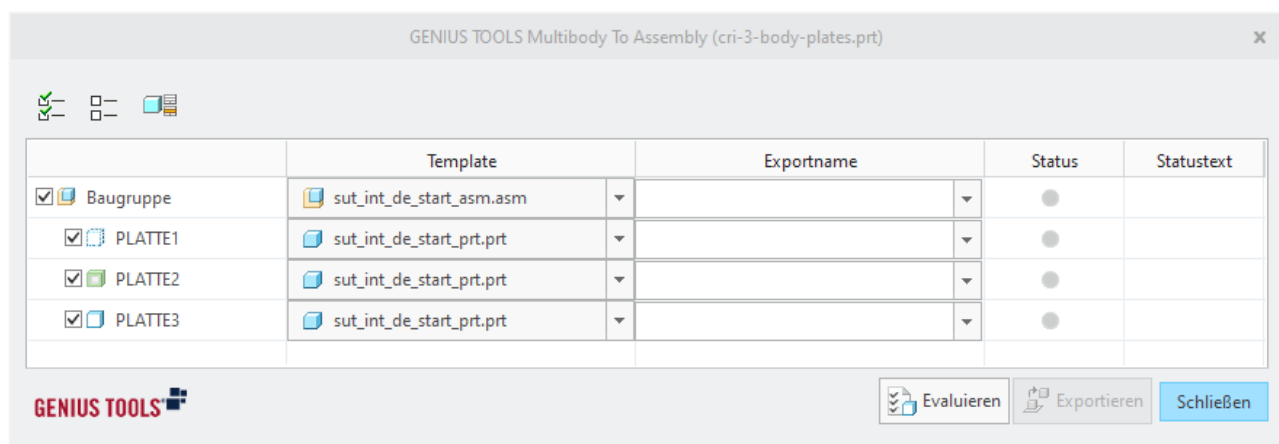 GENIUS TOOLS Multibody To Assembly (cri-3-body-plates.prt) x
Template Exportname Status Statustext
Baugruppe sut_int_de_start_asm.asm
PLATTE1 sut_int_de_start_prt.prt
PLATTE2 sut_int_de_start_prt.prt
PLATTE3 sut_int_de_start_prt.prt
GENIUS TOOLS Evaluieren Exportieren Schließen